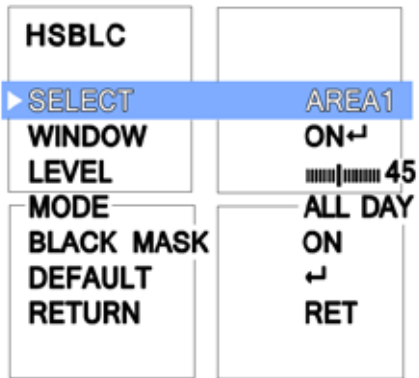 HSBLC
SELECT AREA1
WINDOW ON↵
LEVEL 45
MODE ALL DAY
BLACK MASK ON
DEFAULT ↵
RETURN RET